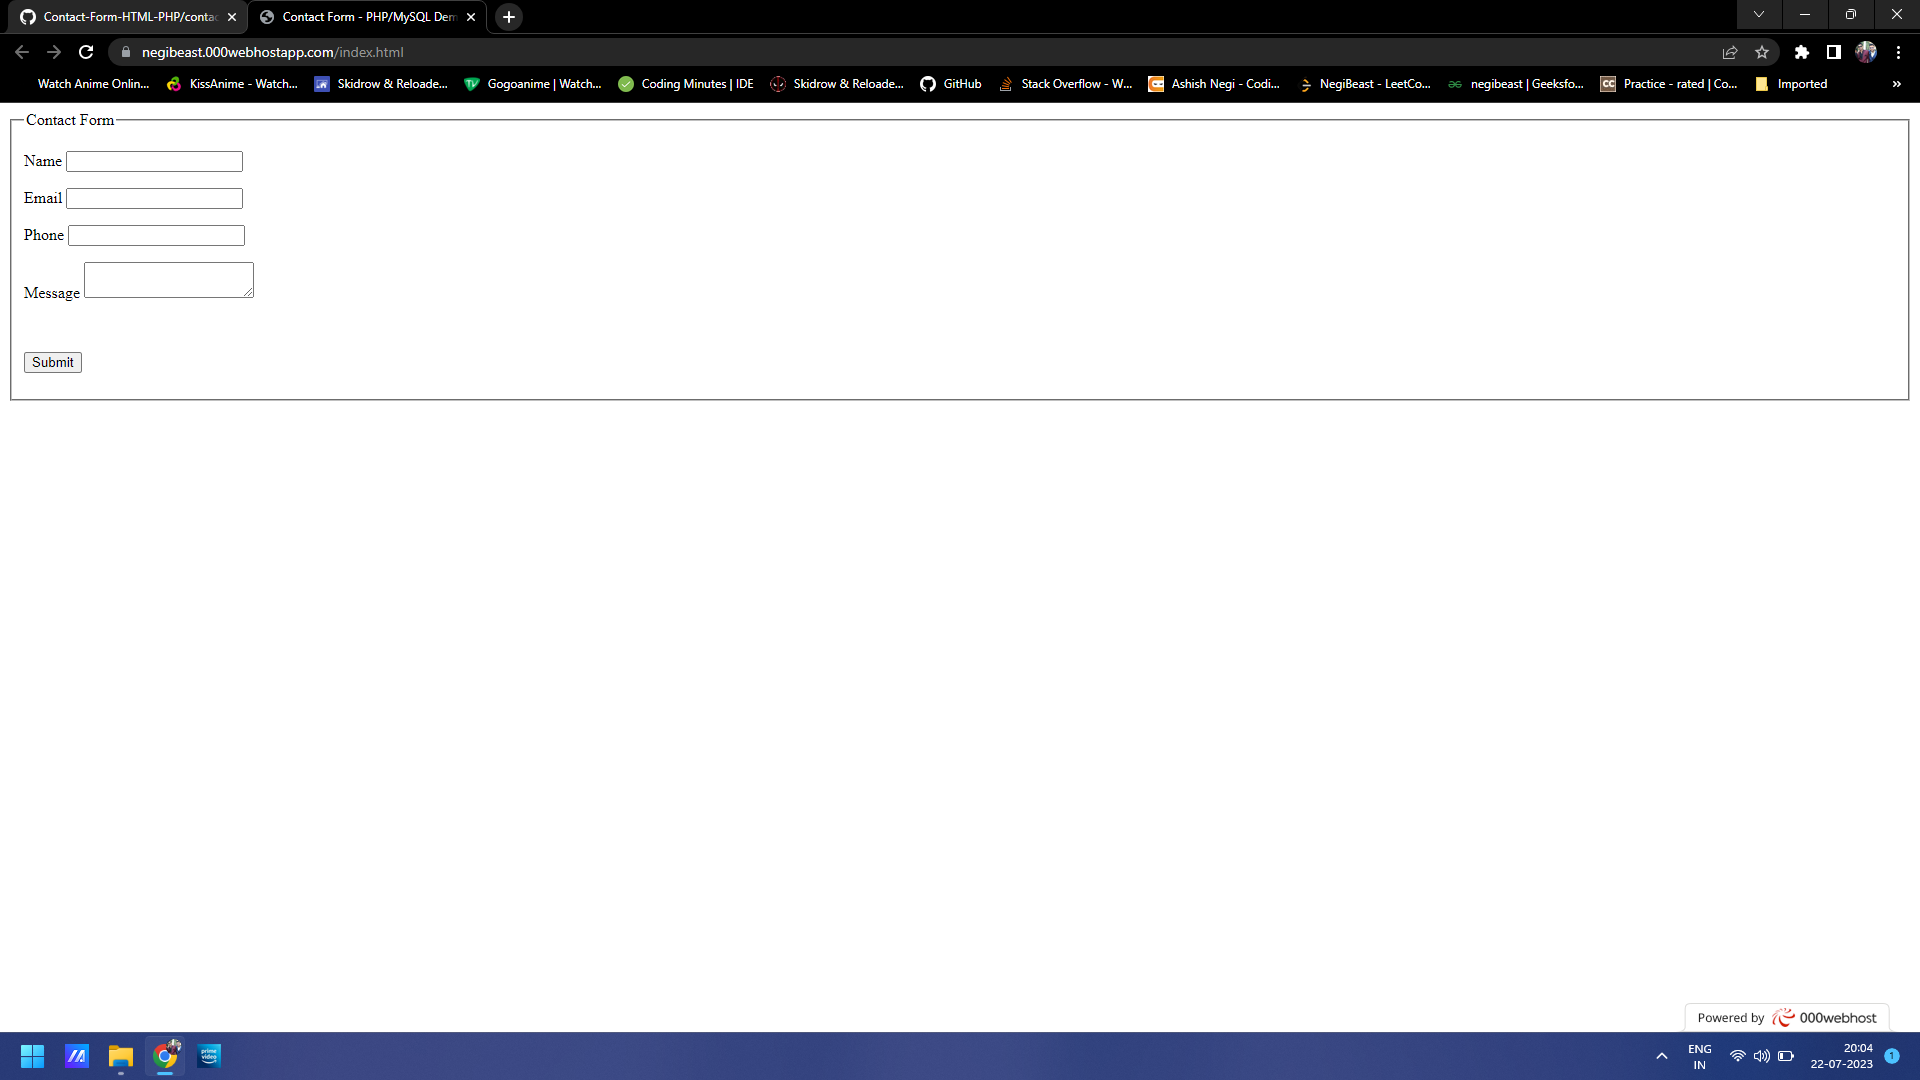 Contact-Form-HTML-PHP/contac
Contact Form - PHP/MySQL Dem
negibeast.000webhostapp.com/index.html
Watch Anime Onlin... KissAnime - Watch... Skidrow & Reloade... Gogoanime | Watch... Coding Minutes | IDE Skidrow & Reloade... GitHub Stack Overflow - W... Ashish Negi - Codi... NegiBeast - LeetCo... negibeast | Geeksfo... Practice - rated | Co... Imported »
Contact Form
Name
Email
Phone
Message
Submit
Powered by 000webhost
prime video
ENG
IN
20:04
22-07-2023
1